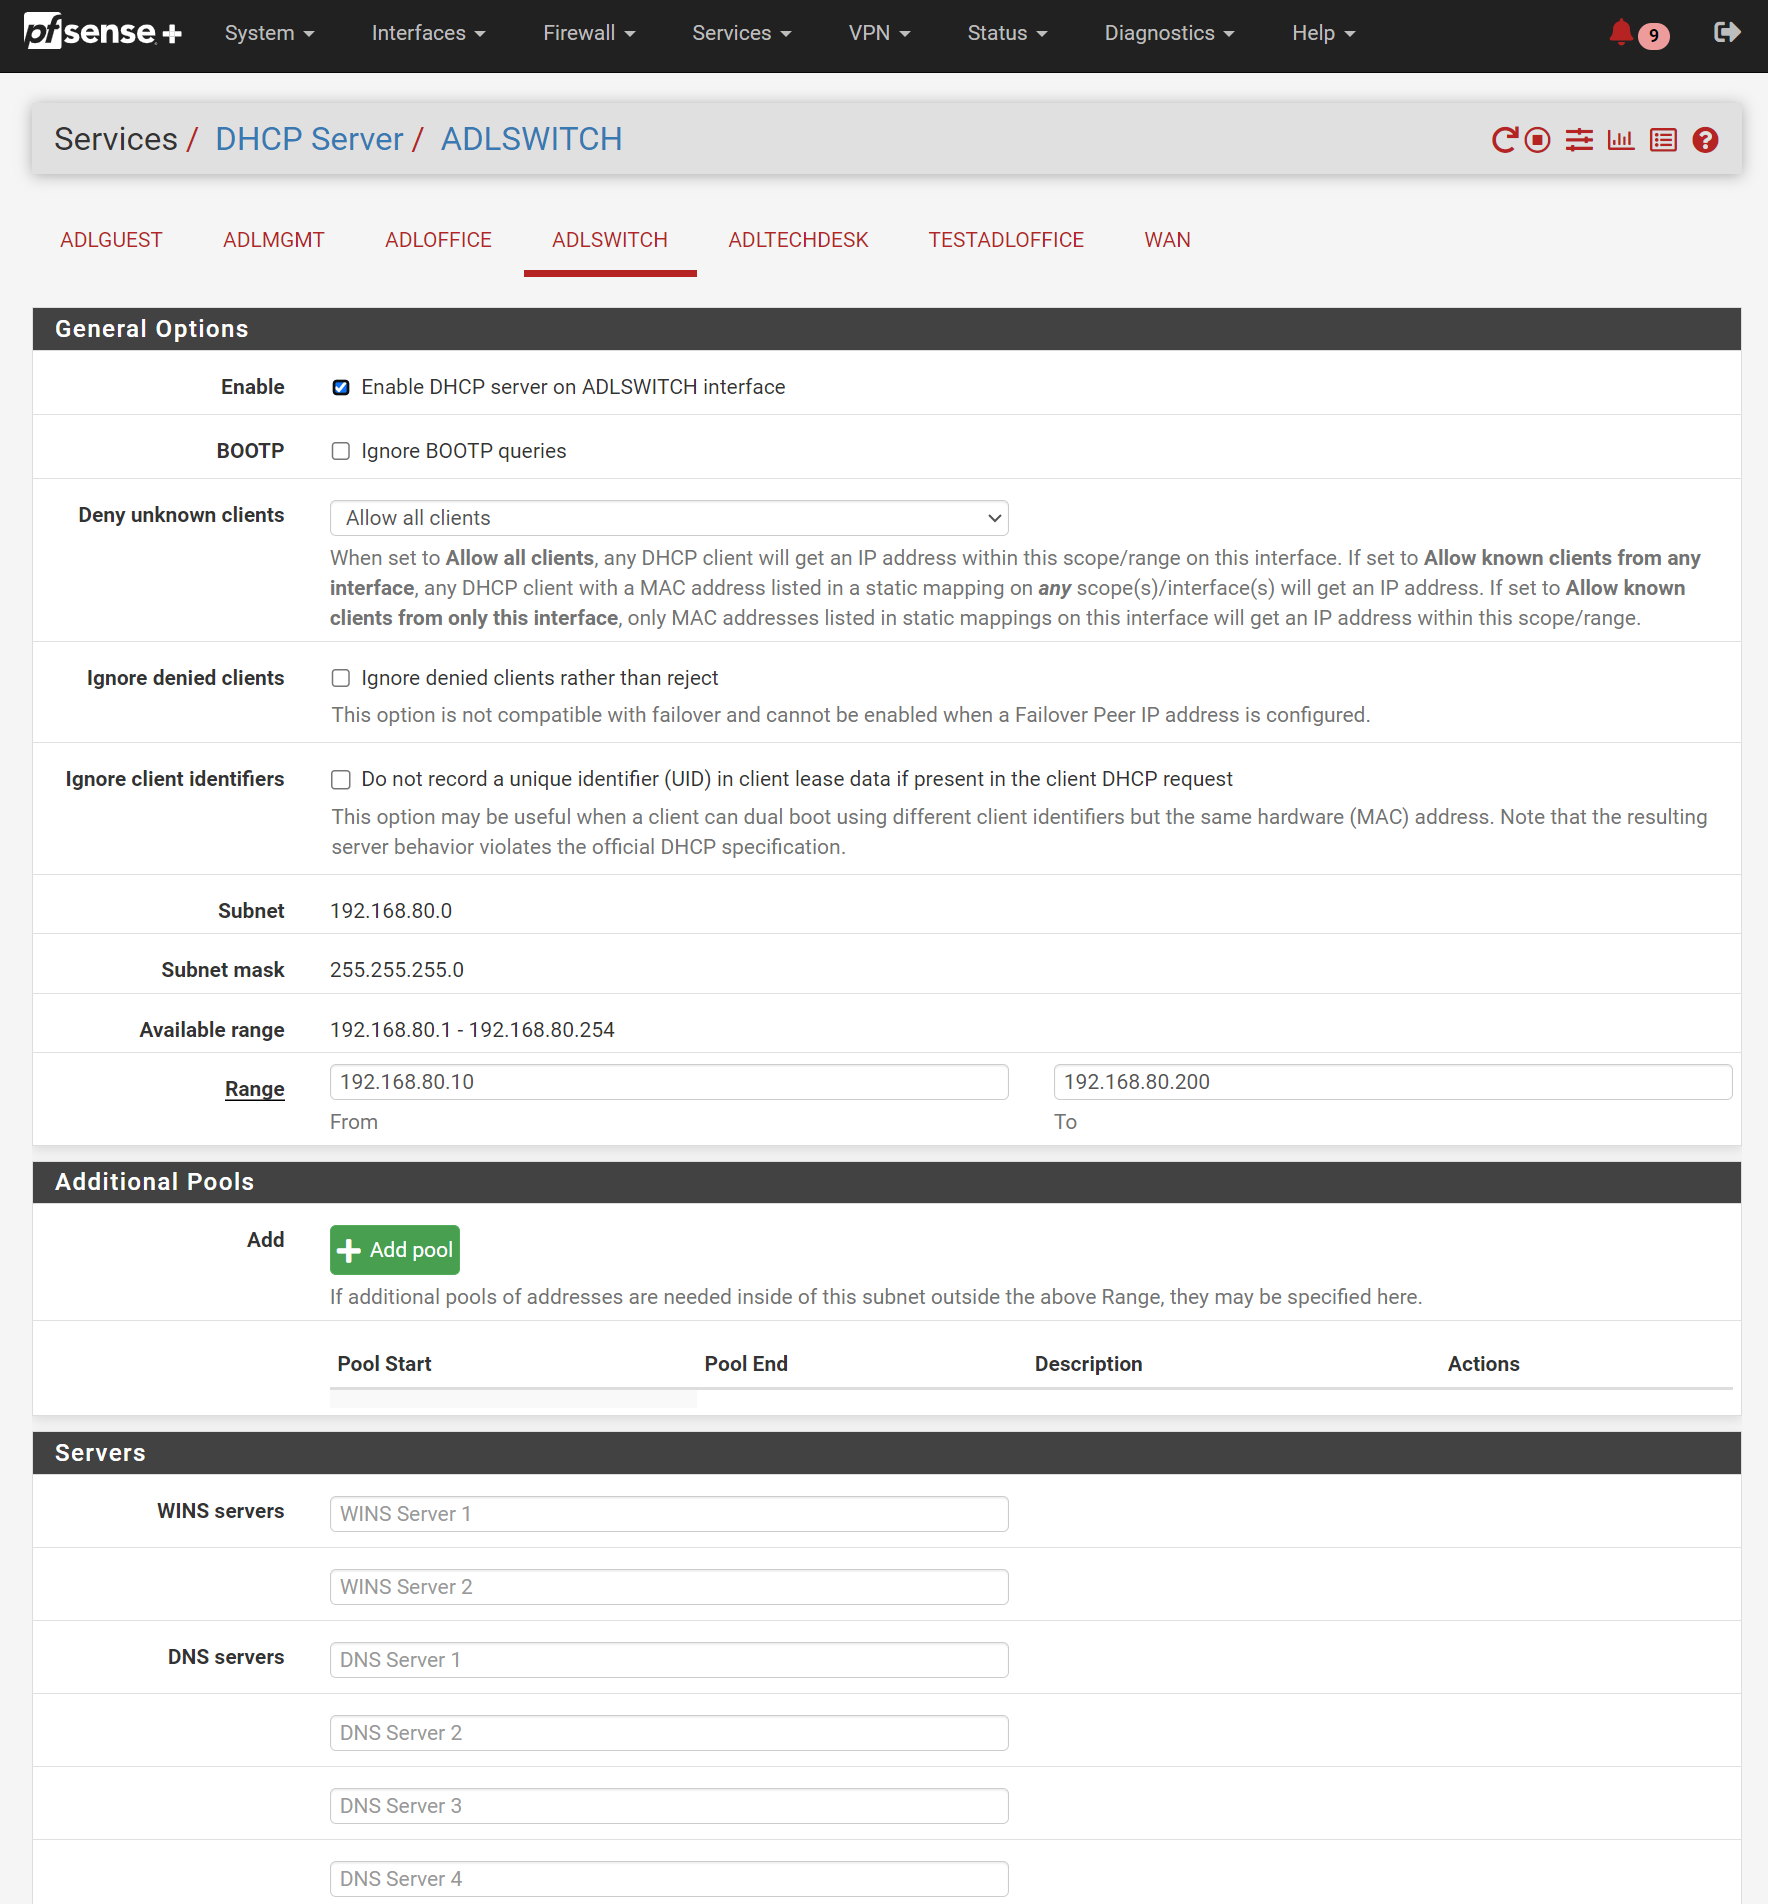 pfsense+ System Interfaces Firewall Services VPN Status Diagnostics Help 9
Services / DHCP Server / ADLSWITCH
ADLGUEST ADLMGMT ADLOFFICE ADLSWITCH ADLTECHDESK TESTADLOFFICE WAN
General Options
Enable Enable DHCP server on ADLSWITCH interface
BOOTP Ignore BOOTP queries
Deny unknown clients Allow all clients
When set to Allow all clients, any DHCP client will get an IP address within this scope/range on this interface. If set to Allow known clients from any
interface, any DHCP client with a MAC address listed in a static mapping on any scope(s)/interface(s) will get an IP address. If set to Allow known
clients from only this interface, only MAC addresses listed in static mappings on this interface will get an IP address within this scope/range.
Ignore denied clients Ignore denied clients rather than reject
This option is not compatible with failover and cannot be enabled when a Failover Peer IP address is configured.
Ignore client identifiers Do not record a unique identifier (UID) in client lease data if present in the client DHCP request
This option may be useful when a client can dual boot using different client identifiers but the same hardware (MAC) address. Note that the resulting
server behavior violates the official DHCP specification.
Subnet 192.168.80.0
Subnet mask 255.255.255.0
Available range 192.168.80.1 - 192.168.80.254
Range 192.168.80.10 192.168.80.200
From To
Additional Pools
Add Add pool
If additional pools of addresses are needed inside of this subnet outside the above Range, they may be specified here.
Pool Start Pool End Description Actions
Servers
WINS servers WINS Server 1
WINS Server 2
DNS servers DNS Server 1
DNS Server 2
DNS Server 3
DNS Server 4